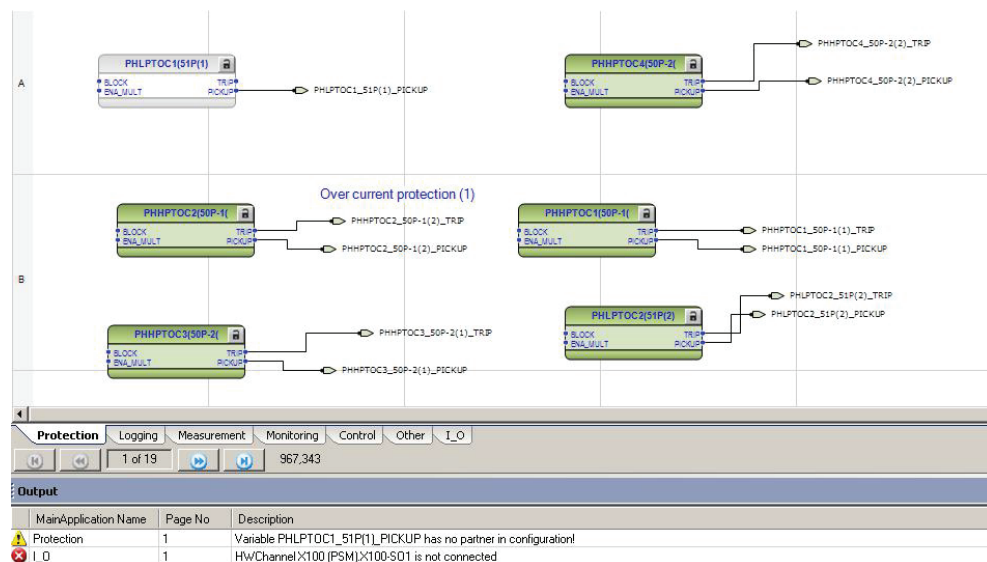 PHLPTOC1(51P(1)
BLOCK TRIP
ENA_MULT PICKUP
PHLPTOC1_51P(1)_PICKUP
PHHPTOC4(50P-2(
BLOCK TRIP
ENA_MULT PICKUP
PHHPTOC4_50P-2(2)_TRIP
PHHPTOC4_50P-2(2)_PICKUP
A
Over current protection (1)
PHHPTOC2(50P-1(
BLOCK TRIP
ENA_MULT PICKUP
PHHPTOC2_50P-1(2)_TRIP
PHHPTOC2_50P-1(2)_PICKUP
PHHPTOC1(50P-1(
BLOCK TRIP
ENA_MULT PICKUP
PHHPTOC1_50P-1(1)_TRIP
PHHPTOC1_50P-1(1)_PICKUP
B
PHHPTOC3(50P-2(
BLOCK TRIP
ENA_MULT PICKUP
PHHPTOC3_50P-2(1)_TRIP
PHHPTOC3_50P-2(1)_PICKUP
PHLPTOC2(51P(2)
BLOCK TRIP
ENA_MULT PICKUP
PHLPTOC2_51P(2)_TRIP
PHLPTOC2_51P(2)_PICKUP
Protection Logging Measurement Monitoring Control Other I_O
1 of 19 967,343
Output
MainApplication Name Page No Description
Protection 1 Variable PHLPTOC1_51P(1)_PICKUP has no partner in configuration!
I_O 1 HWChannel X100 (PSM).X100-SO1 is not connected